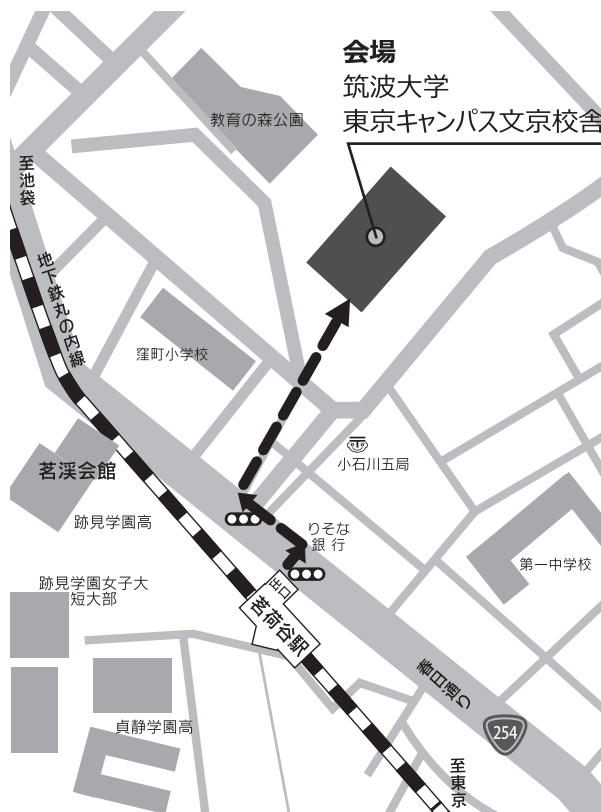 会場
筑波大学
東京キャンパス文京校舎
教育の森公園
至池袋
地下鉄丸の内線
窪町小学校
茗渓会館
小石川五局
跡見学園高
りそな
銀行
第一中学校
跡見学園女子大
短大部
出口
茗荷谷駅
春日通り
貞静学園高
254
至東京